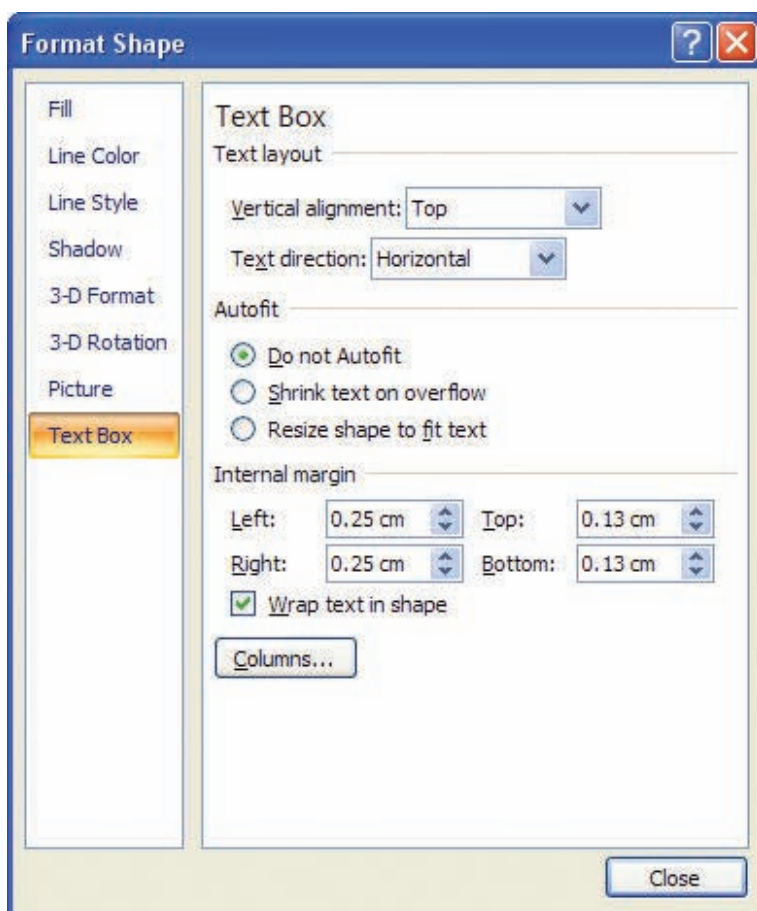 Format Shape
?
Fill
Line Color
Line Style
Shadow
3-D Format
3-D Rotation
Picture
Text Box
Text Box
Text layout
Vertical alignment: Top
Text direction: Horizontal
Autofit
Do not Autofit
Shrink text on overflow
Resize shape to fit text
Internal margin
Left: 0.25 cm Top: 0.13 cm
Right: 0.25 cm Bottom: 0.13 cm
Wrap text in shape
Columns...
Close